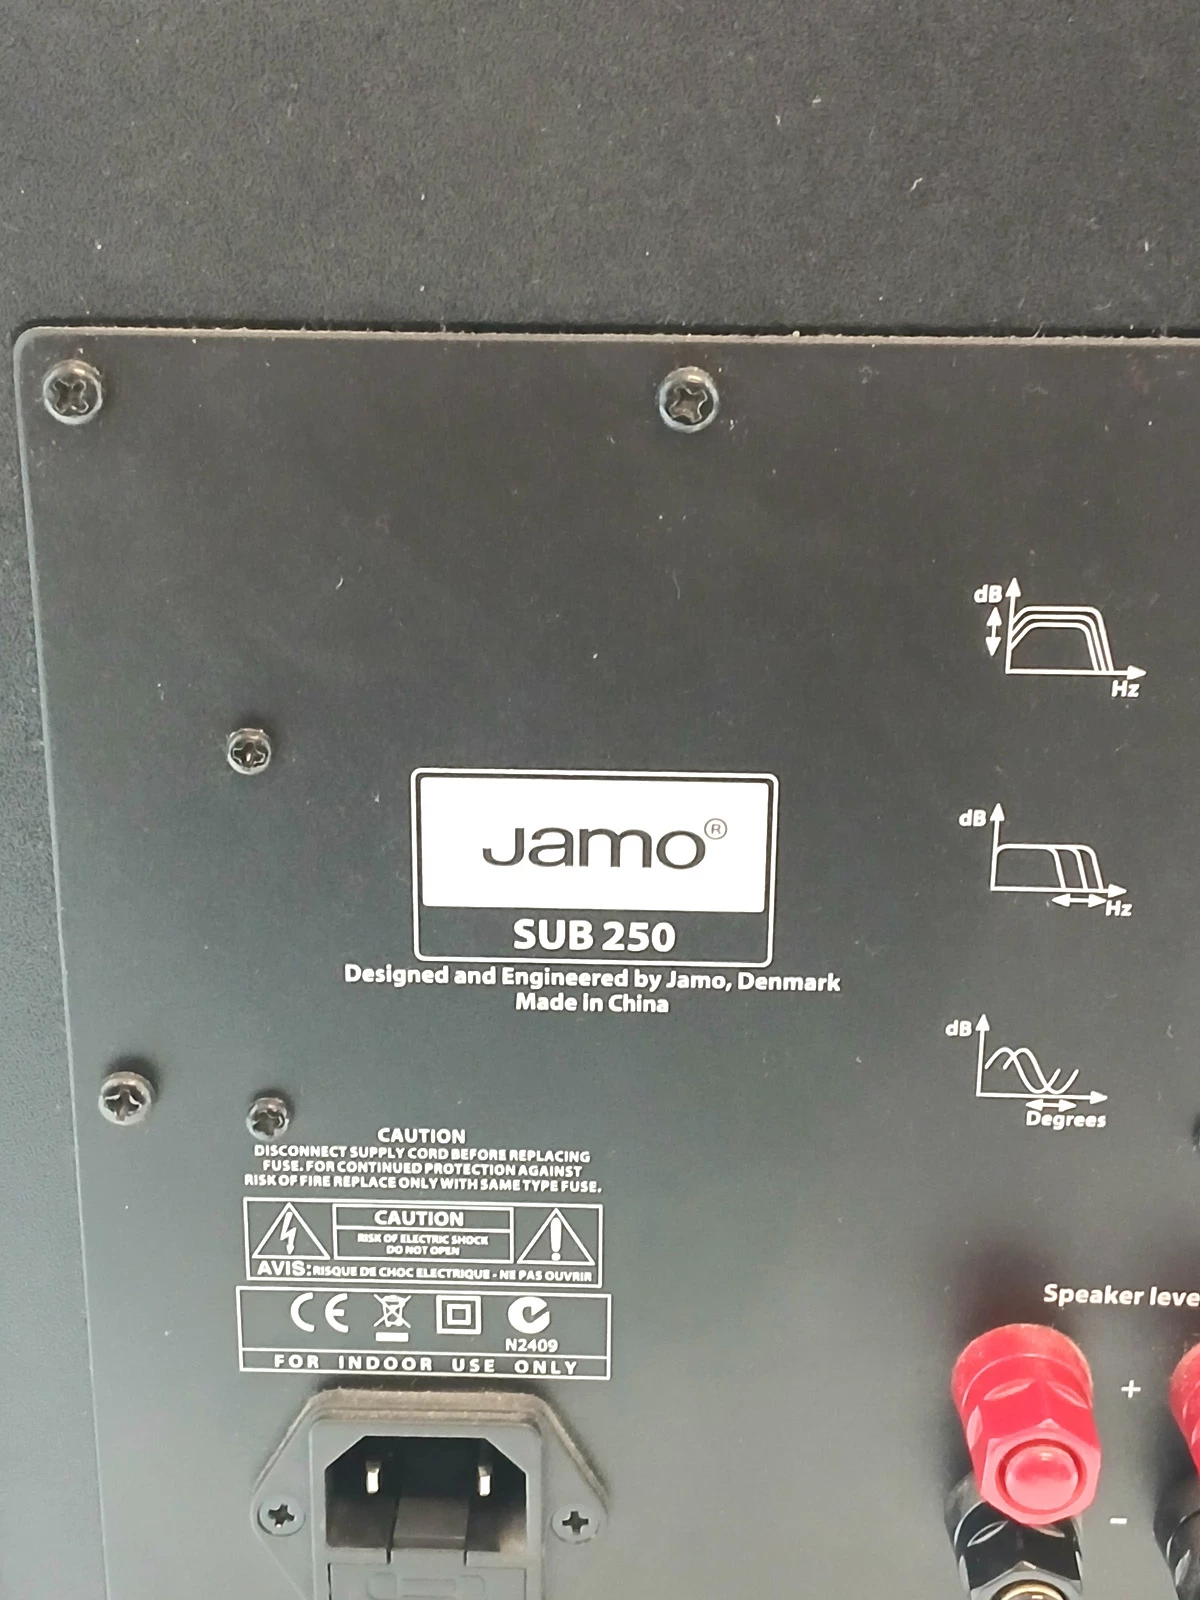 dB
Hz
Jamo®
SUB 250
Designed and Engineered by Jamo, Denmark
Made in China
dB
Hz
dB
Degrees
CAUTION
DISCONNECT SUPPLY CORD BEFORE REPLACING
FUSE. FOR CONTINUED PROTECTION AGAINST
RISK OF FIRE REPLACE ONLY WITH SAME TYPE FUSE.
CAUTION
RISK OF ELECTRIC SHOCK
DO NOT OPEN
AVIS: RISQUE DE CHOC ELECTRIQUE - NE PAS OUVRIR
CE
N2409
FOR INDOOR USE ONLY
Speaker leve
+
-